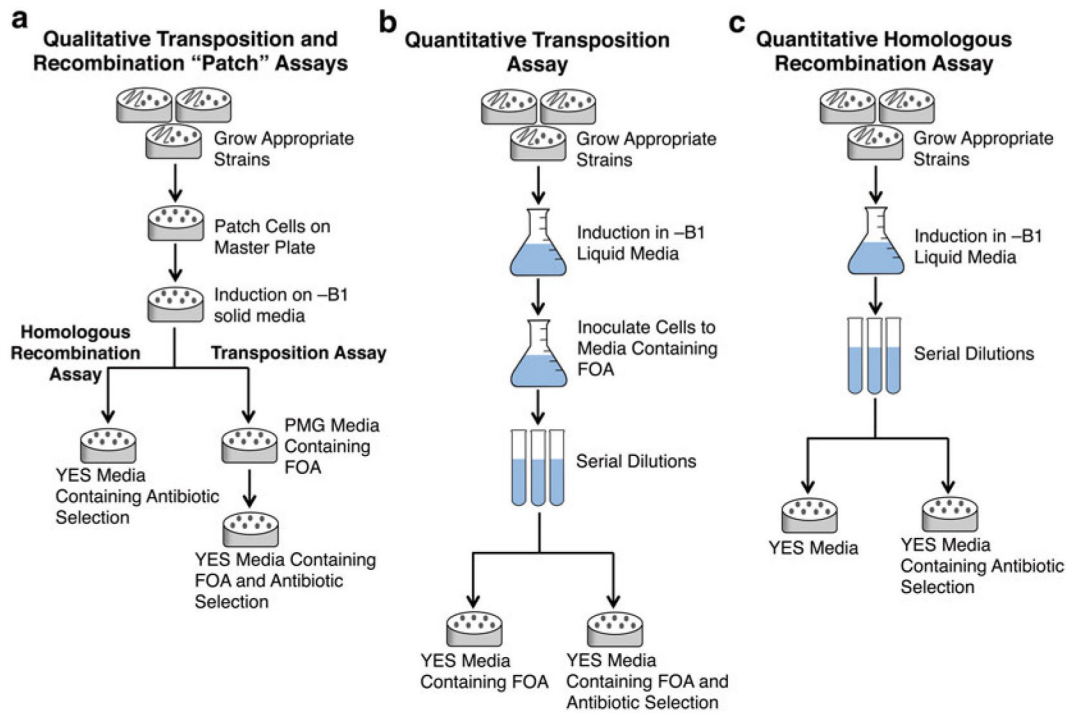 a
Qualitative Transposition and
Recombination “Patch” Assays
Grow Appropriate
Strains
Patch Cells on
Master Plate
Induction on –B1
solid media
Homologous
Recombination
Assay
Transposition Assay
YES Media
Containing Antibiotic
Selection
PMG Media
Containing
FOA
YES Media Containing
FOA and Antibiotic
Selection
b
Quantitative Transposition
Assay
Grow Appropriate
Strains
Induction in –B1
Liquid Media
Inoculate Cells to
Media Containing
FOA
Serial Dilutions
YES Media
Containing FOA
YES Media
Containing FOA and
Antibiotic Selection
c
Quantitative Homologous
Recombination Assay
Grow Appropriate
Strains
Induction in –B1
Liquid Media
Serial Dilutions
YES Media
YES Media
Containing Antibiotic
Selection